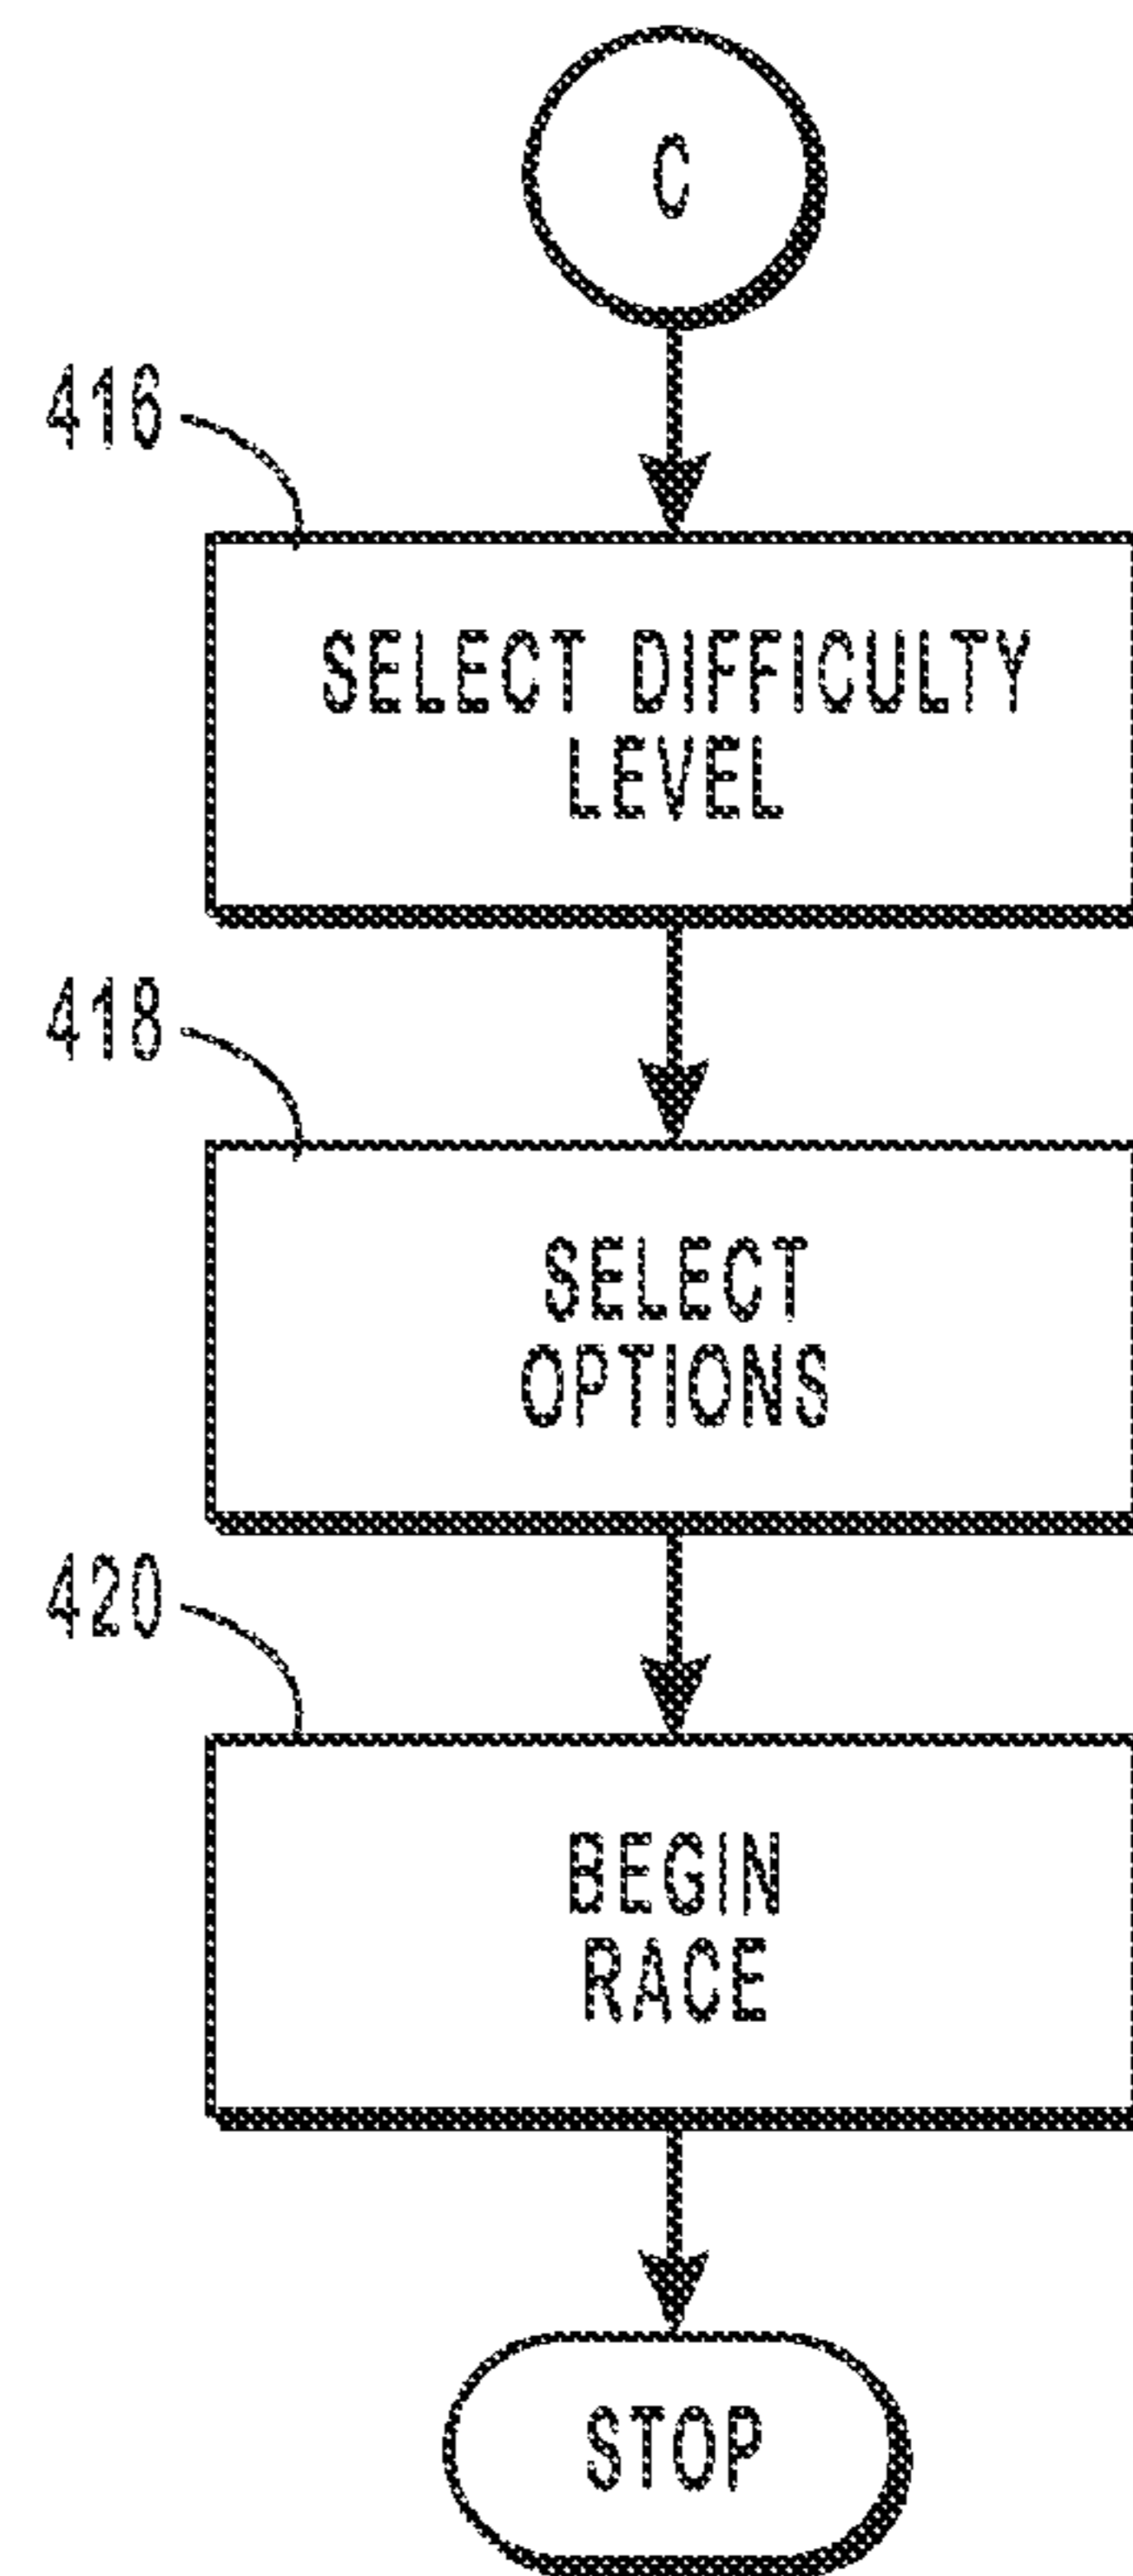 C
416
SELECT DIFFICULTY
LEVEL
418
SELECT
OPTIONS
420
BEGIN
RACE
STOP